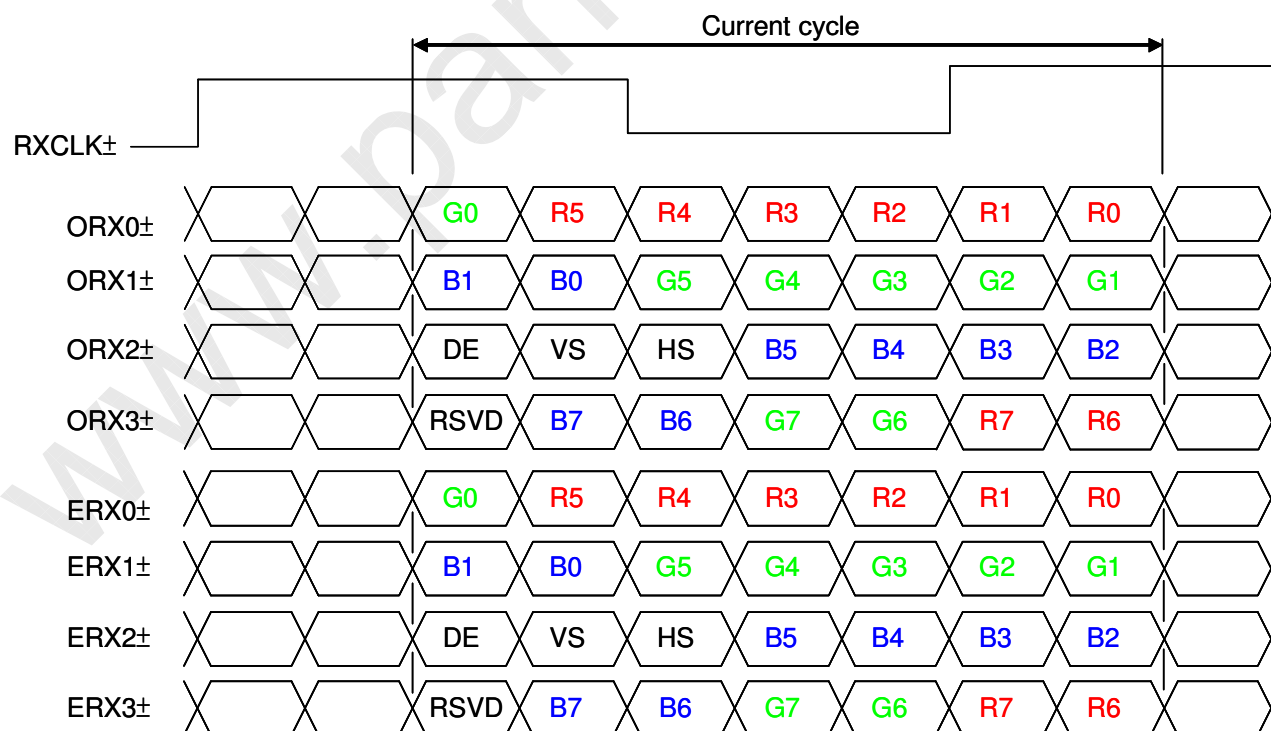 Current cycle
RXCLK±
ORX0± G0 R5 R4 R3 R2 R1 R0
ORX1± B1 B0 G5 G4 G3 G2 G1
ORX2± DE VS HS B5 B4 B3 B2
ORX3± RSVD B7 B6 G7 G6 R7 R6
ERX0± G0 R5 R4 R3 R2 R1 R0
ERX1± B1 B0 G5 G4 G3 G2 G1
ERX2± DE VS HS B5 B4 B3 B2
ERX3± RSVD B7 B6 G7 G6 R7 R6
www.pan